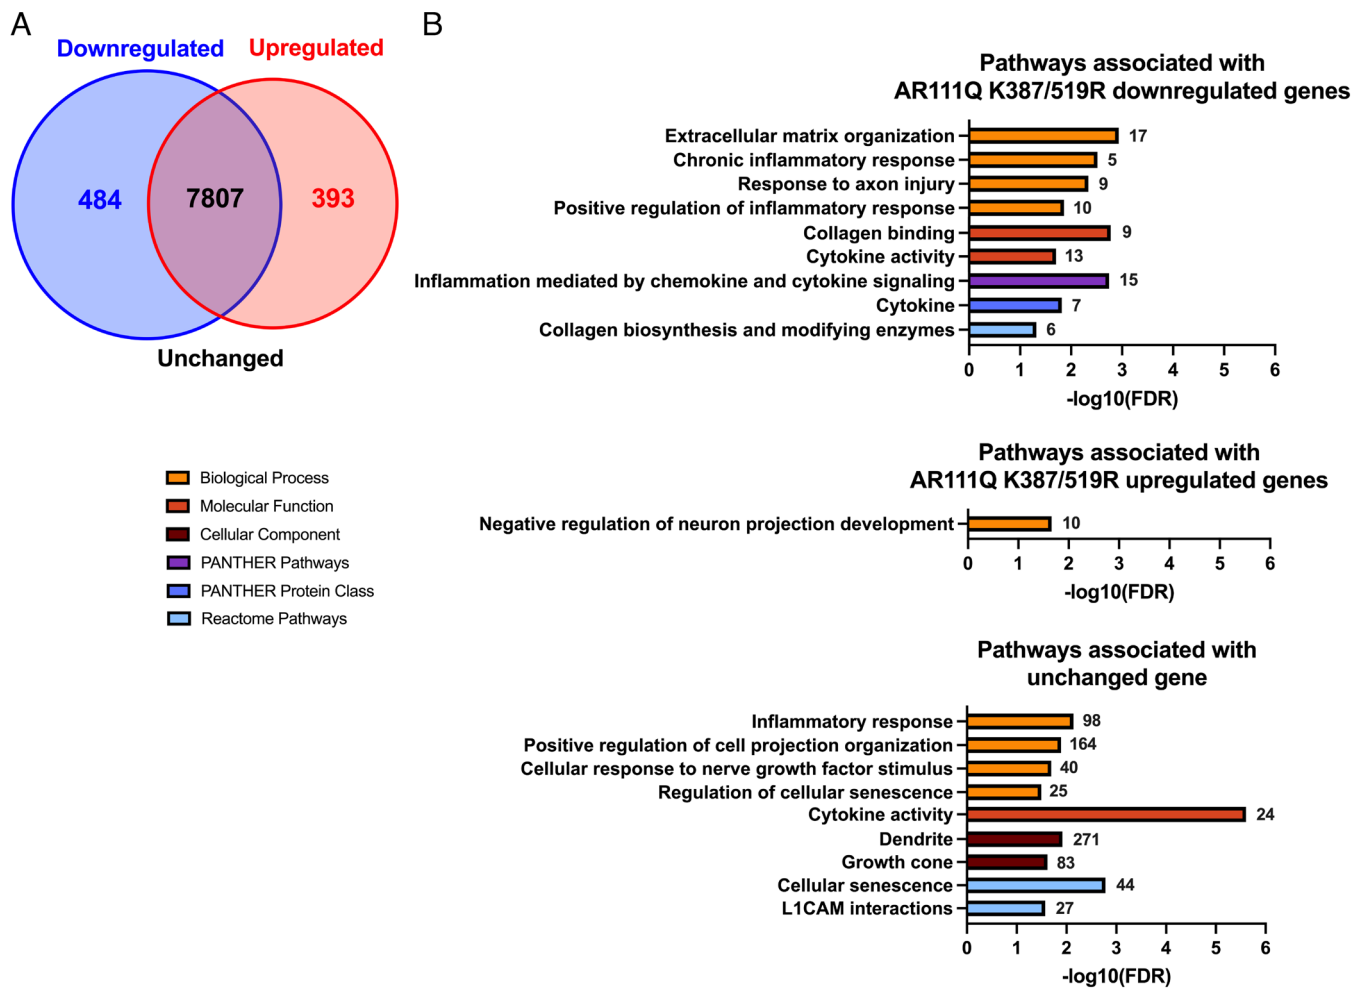 A
Downregulated Upregulated
484 7807 393
Unchanged
Biological Process
Molecular Function
Cellular Component
PANTHER Pathways
PANTHER Protein Class
Reactome Pathways
B
Pathways associated with
AR111Q K387/519R downregulated genes
Extracellular matrix organization 17
Chronic inflammatory response 5
Response to axon injury 9
Positive regulation of inflammatory response 10
Collagen binding 9
Cytokine activity 13
Inflammation mediated by chemokine and cytokine signaling 15
Cytokine 7
Collagen biosynthesis and modifying enzymes 6
0 1 2 3 4 5 6
-log10(FDR)
Pathways associated with
AR111Q K387/519R upregulated genes
Negative regulation of neuron projection development 10
0 1 2 3 4 5 6
-log10(FDR)
Pathways associated with
unchanged gene
Inflammatory response 98
Positive regulation of cell projection organization 164
Cellular response to nerve growth factor stimulus 40
Regulation of cellular senescence 25
Cytokine activity 24
Dendrite 271
Growth cone 83
Cellular senescence 44
L1CAM interactions 27
0 1 2 3 4 5 6
-log10(FDR)